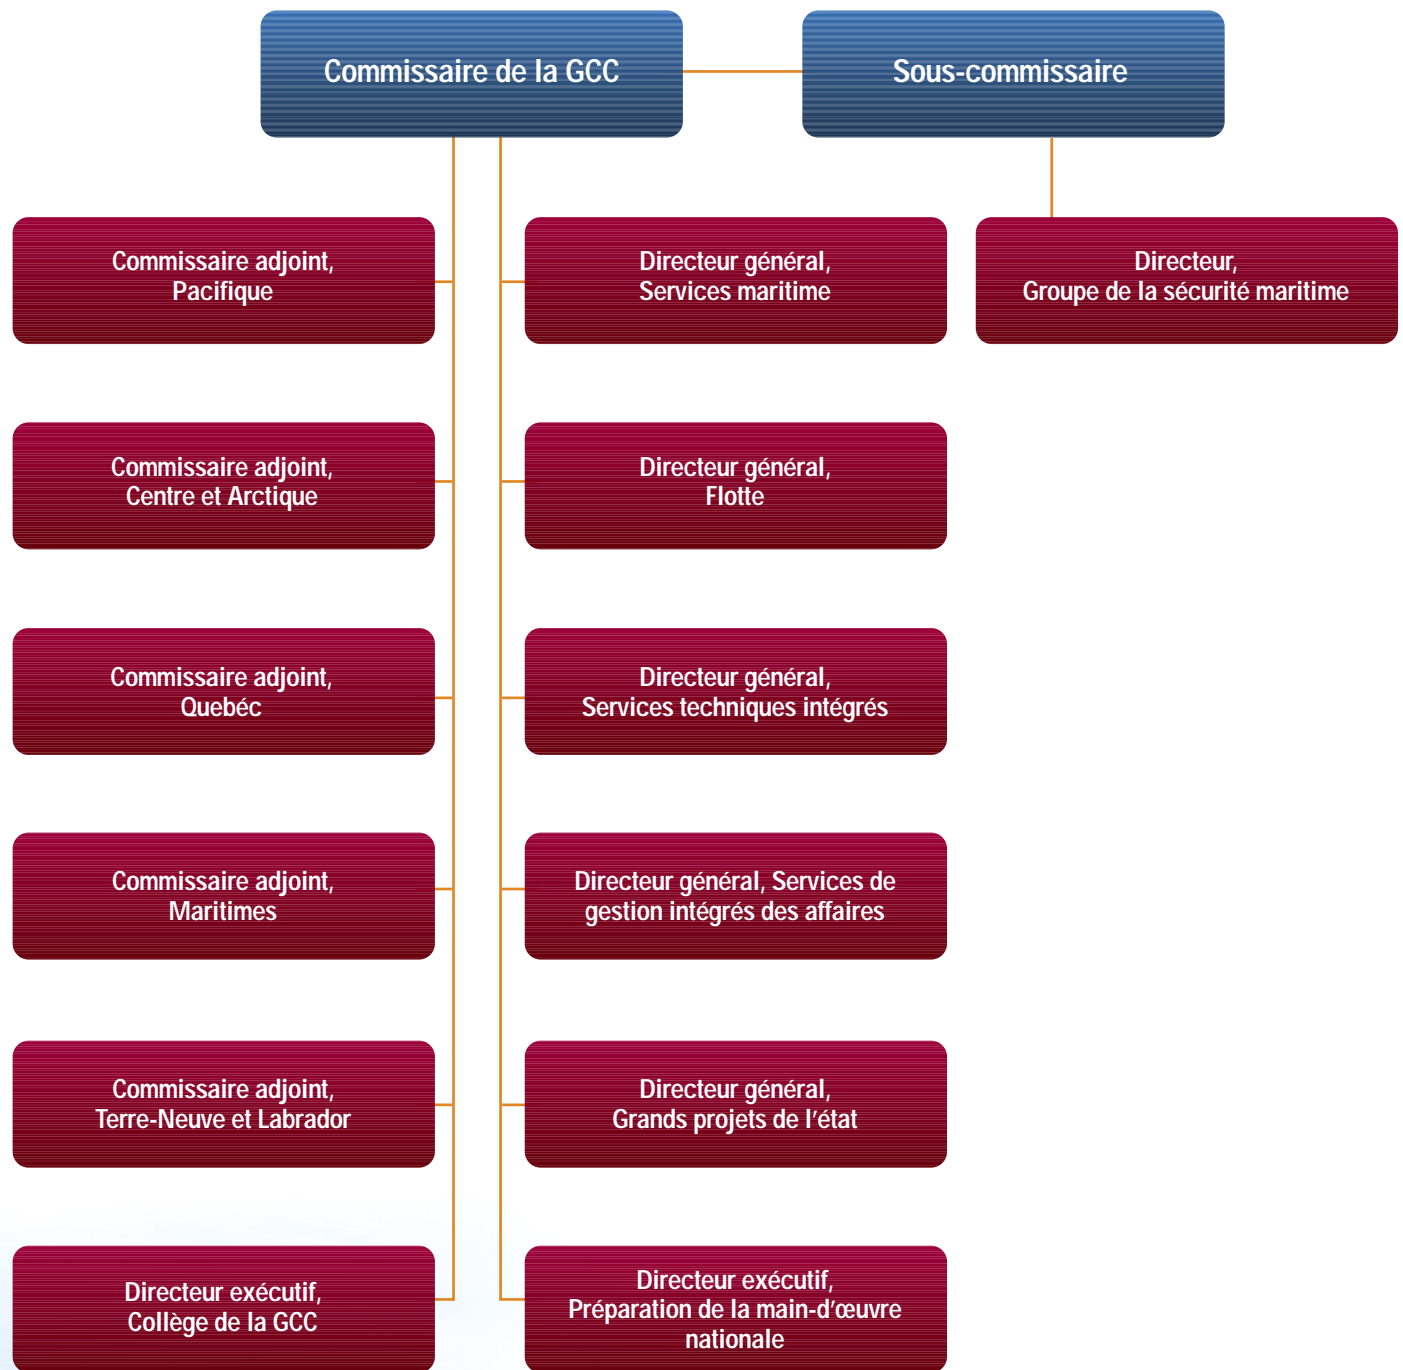 Commissaire de la GCC
Sous-commissaire
Commissaire adjoint,
Pacifique
Directeur général,
Services maritime
Directeur,
Groupe de la sécurité maritime
Commissaire adjoint,
Centre et Arctique
Directeur général,
Flotte
Commissaire adjoint,
Quebéc
Directeur général,
Services techniques intégrés
Commissaire adjoint,
Maritimes
Directeur général, Services de
gestion intégrés des affaires
Commissaire adjoint,
Terre-Neuve et Labrador
Directeur général,
Grands projets de l’état
Directeur exécutif,
Collège de la GCC
Directeur exécutif,
Préparation de la main-d’œuvre
nationale